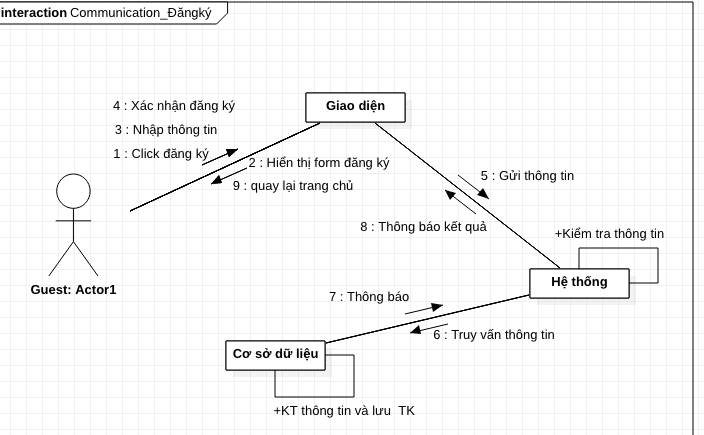 interaction Communication_Đăngký
4 : Xác nhận đăng ký
Giao diện
3 : Nhập thông tin
1 : Click đăng ký
2 : Hiển thị form đăng ký
9 : quay lại trang chủ
5 : Gửi thông tin
8 : Thông báo kết quả
+Kiểm tra thông tin
Guest: Actor1
Hệ thống
7 : Thông báo
6 : Truy vấn thông tin
Cơ sở dữ liệu
+KT thông tin và lưu TK